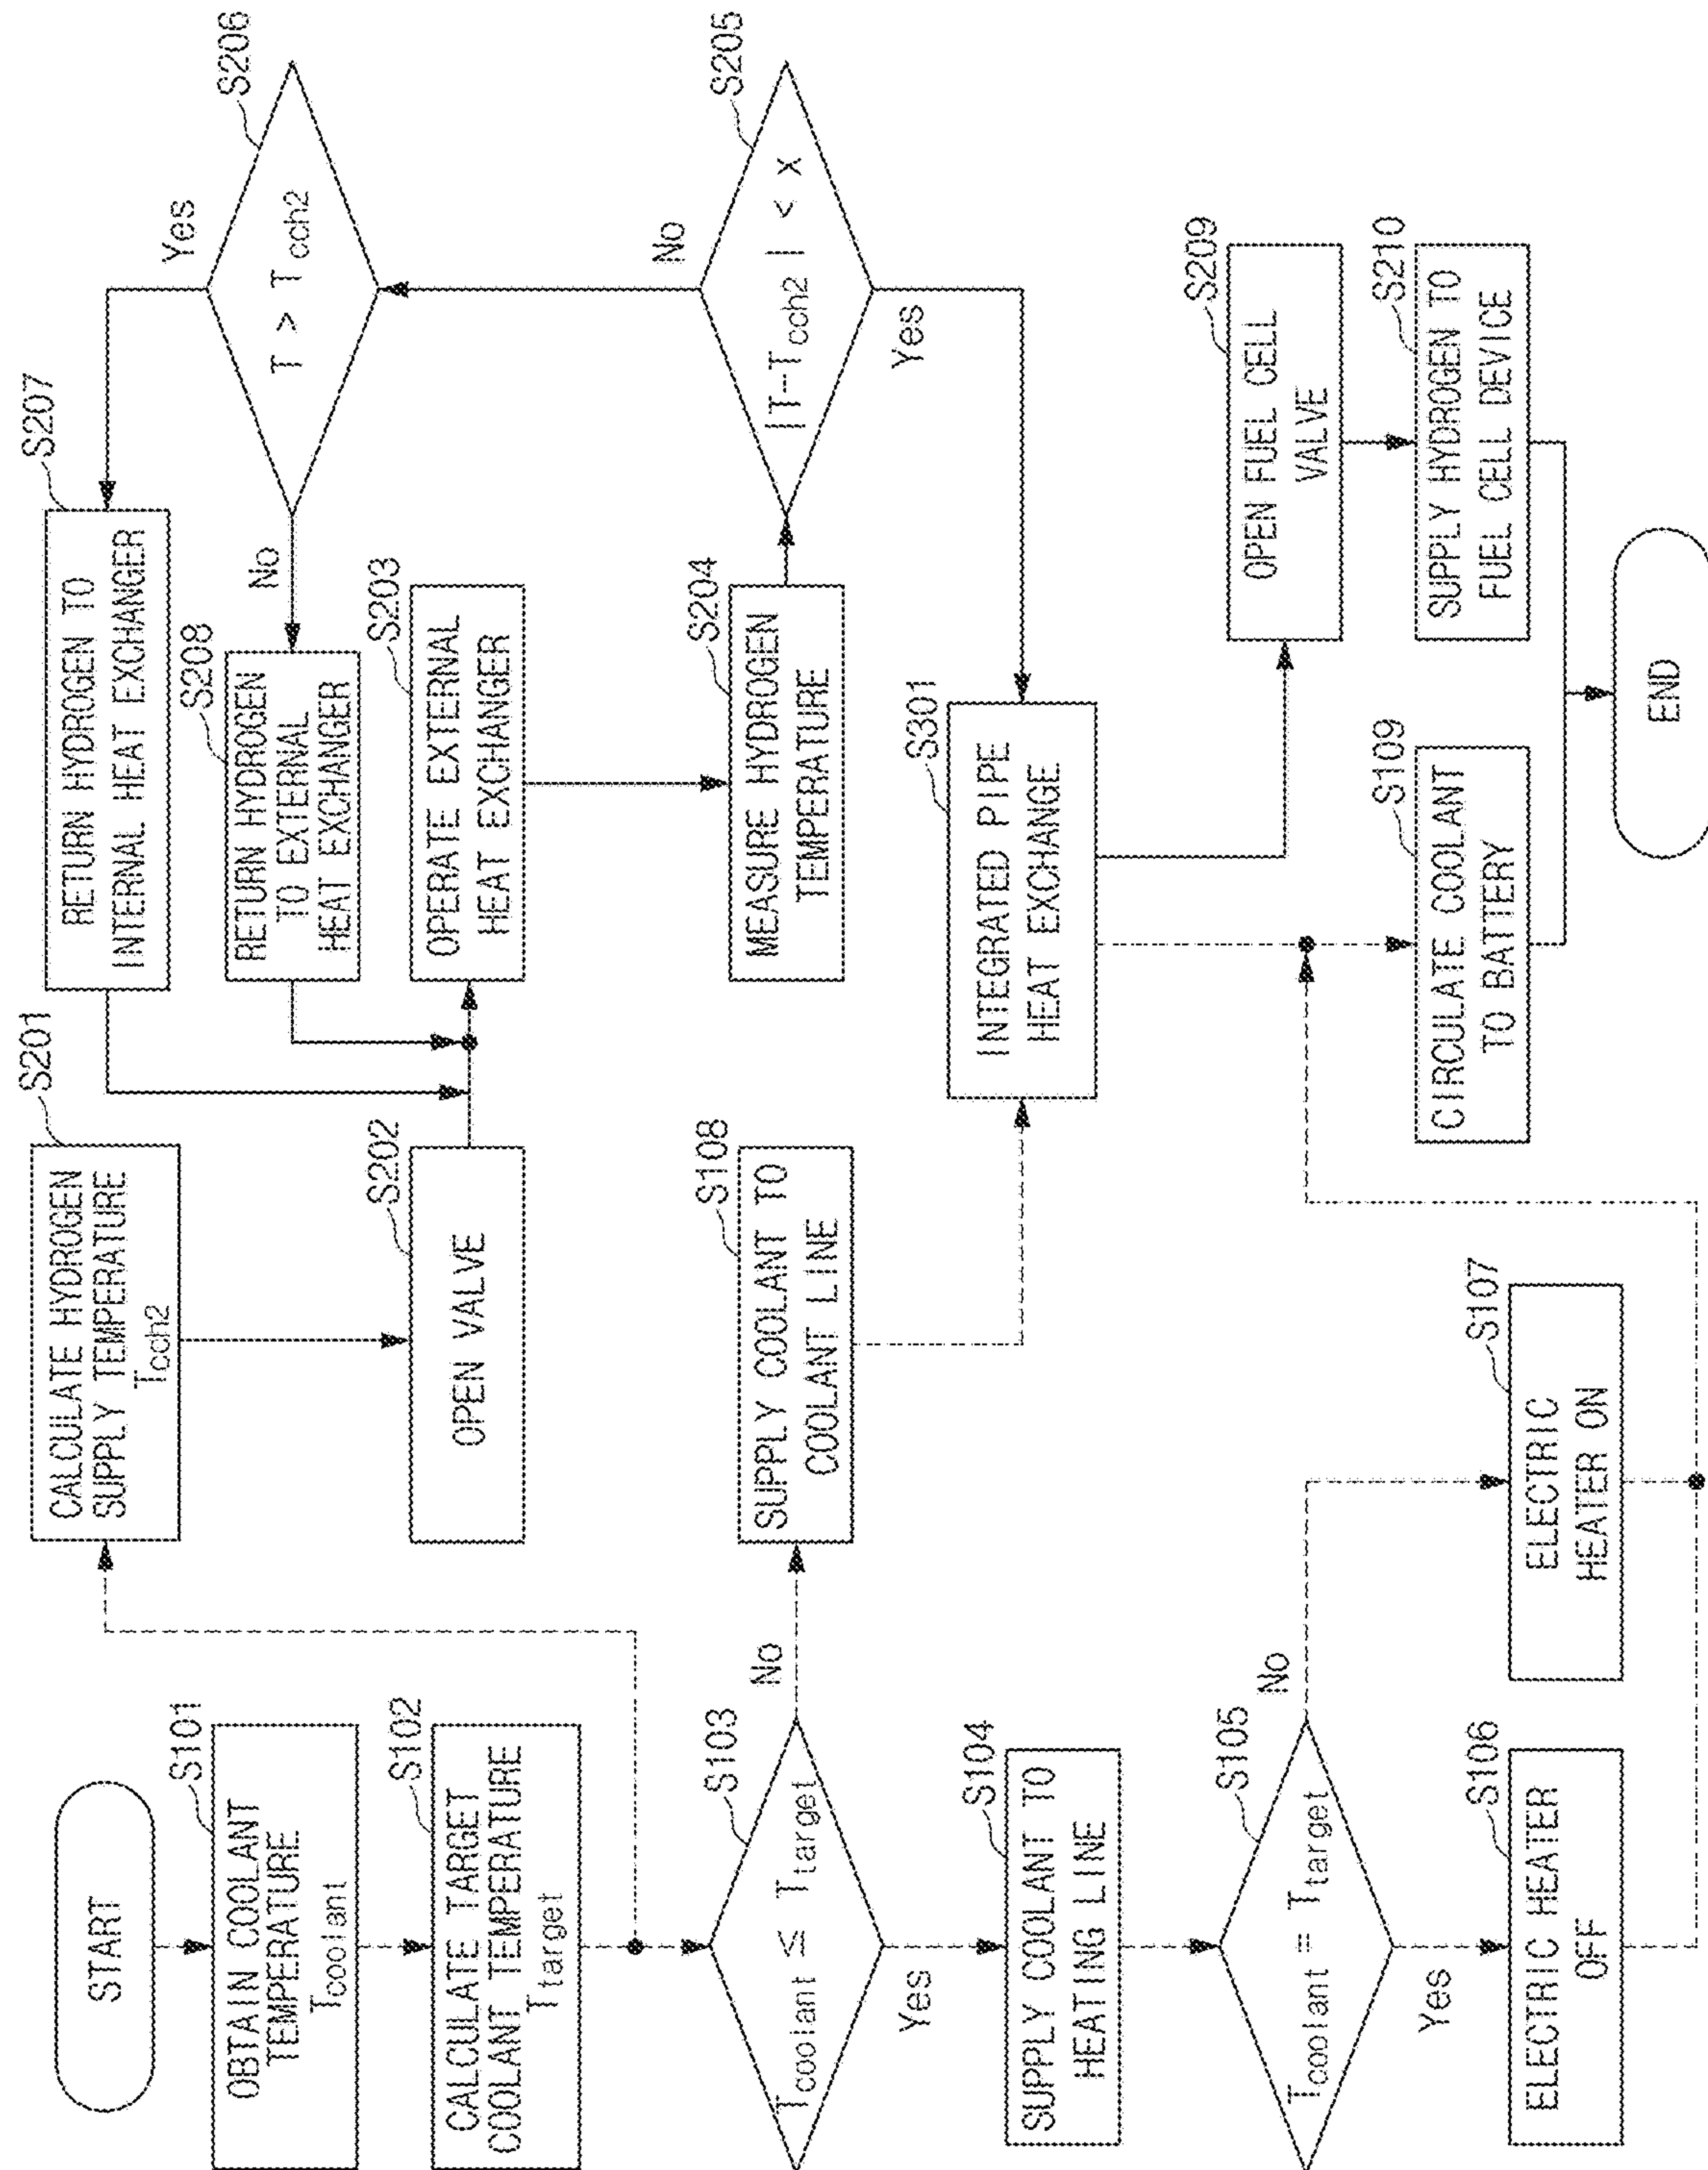 START
S101
OBTAIN COOLANT
TEMPERATURE
Tcoolant
S102
CALCULATE TARGET
COOLANT TEMPERATURE
Ttarget
S103
Tcoolant ≤ Ttarget
No
Yes
S104
SUPPLY COOLANT TO
HEATING LINE
S105
Tcoolant = Ttarget
No
Yes
S106
ELECTRIC HEATER
OFF
S107
ELECTRIC
HEATER ON
S108
SUPPLY COOLANT TO
COOLANT LINE
S201
CALCULATE HYDROGEN
SUPPLY TEMPERATURE
Tcch2
S202
OPEN VALVE
S207
RETURN HYDROGEN TO
INTERNAL HEAT EXCHANGER
S208
RETURN HYDROGEN
TO EXTERNAL
HEAT EXCHANGER
S203
OPERATE EXTERNAL
HEAT EXCHANGER
S204
MEASURE HYDROGEN
TEMPERATURE
S206
T > Tcch2
Yes
No
S205
|T-Tcch2| < x
No
Yes
S301
INTEGRATED PIPE
HEAT EXCHANGE
S109
CIRCULATE COOLANT
TO BATTERY
S209
OPEN FUEL CELL
VALVE
S210
SUPPLY HYDROGEN TO
FUEL CELL DEVICE
END